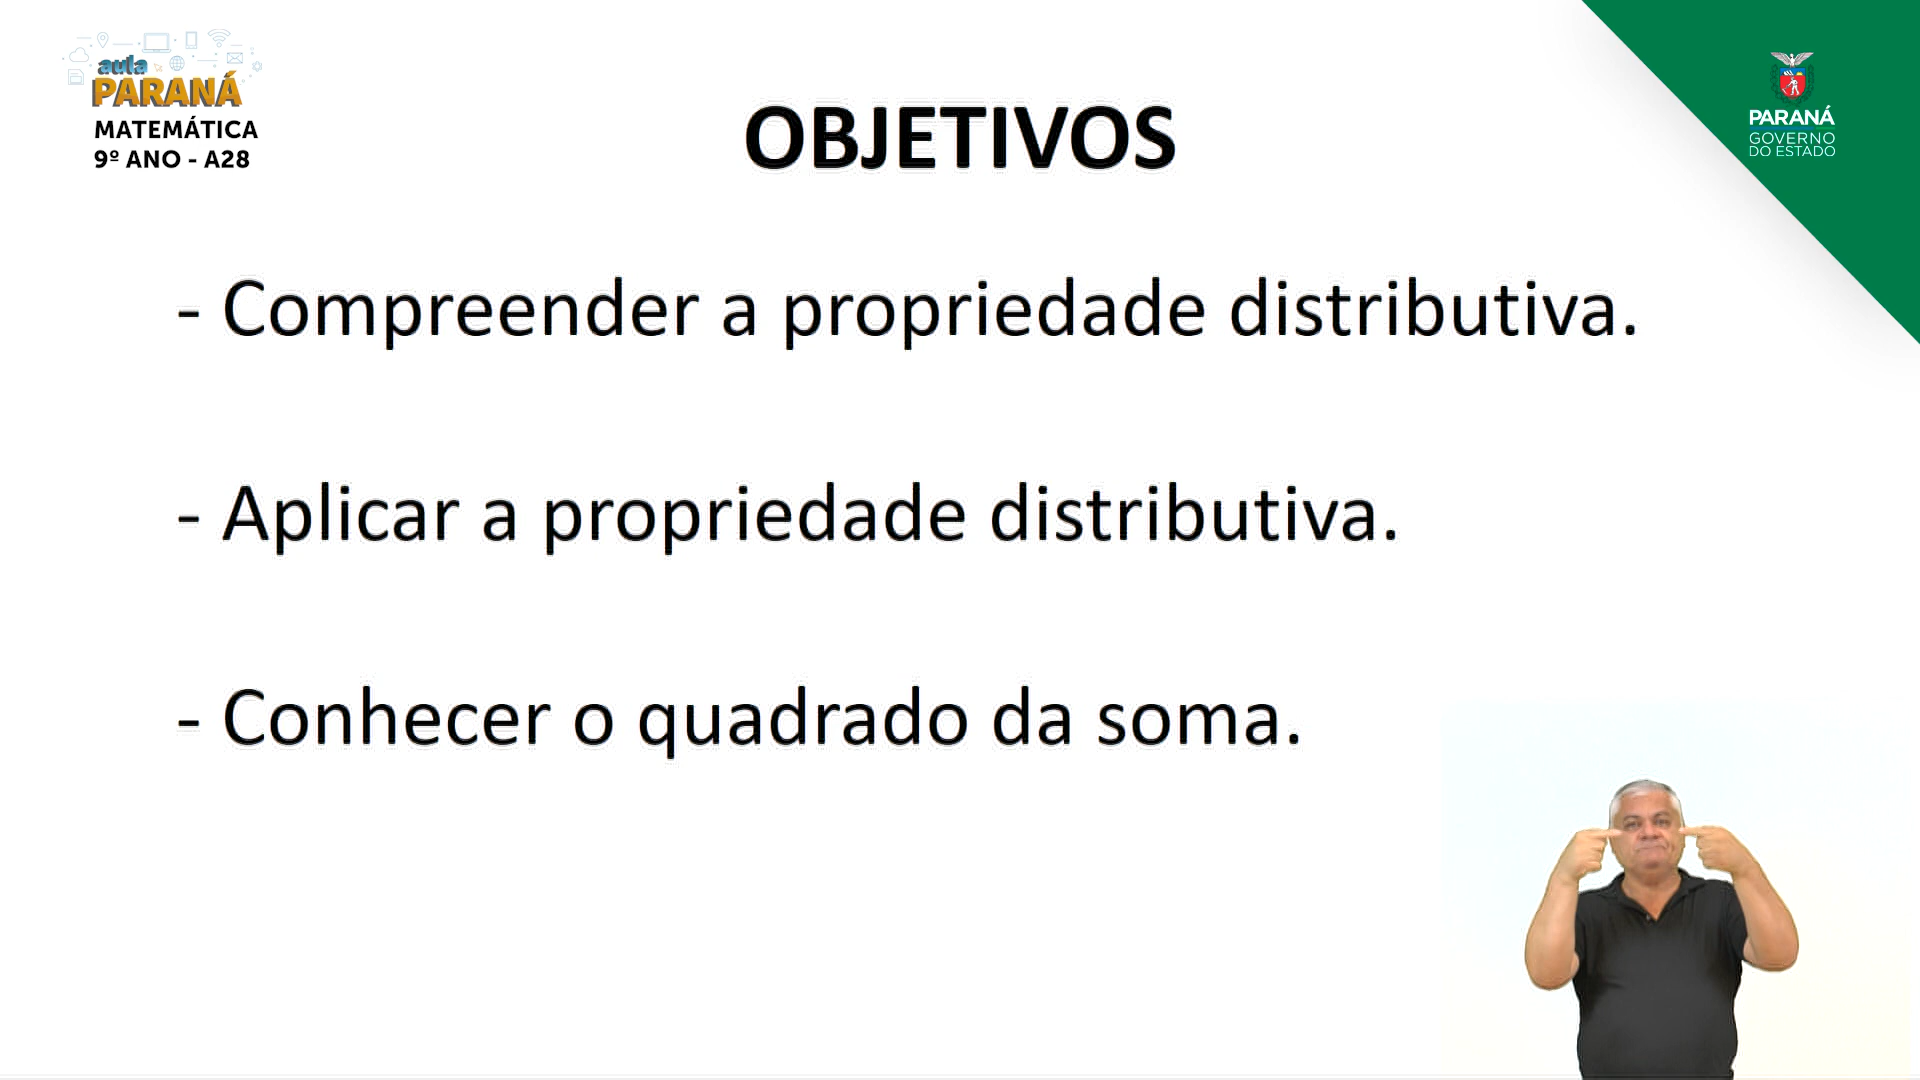 aula
PARANÁ
MATEMÁTICA
9º ANO - A28
OBJETIVOS
PARANÁ
GOVERNO
DO ESTADO
- Compreender a propriedade distributiva.
- Aplicar a propriedade distributiva.
- Conhecer o quadrado da soma.